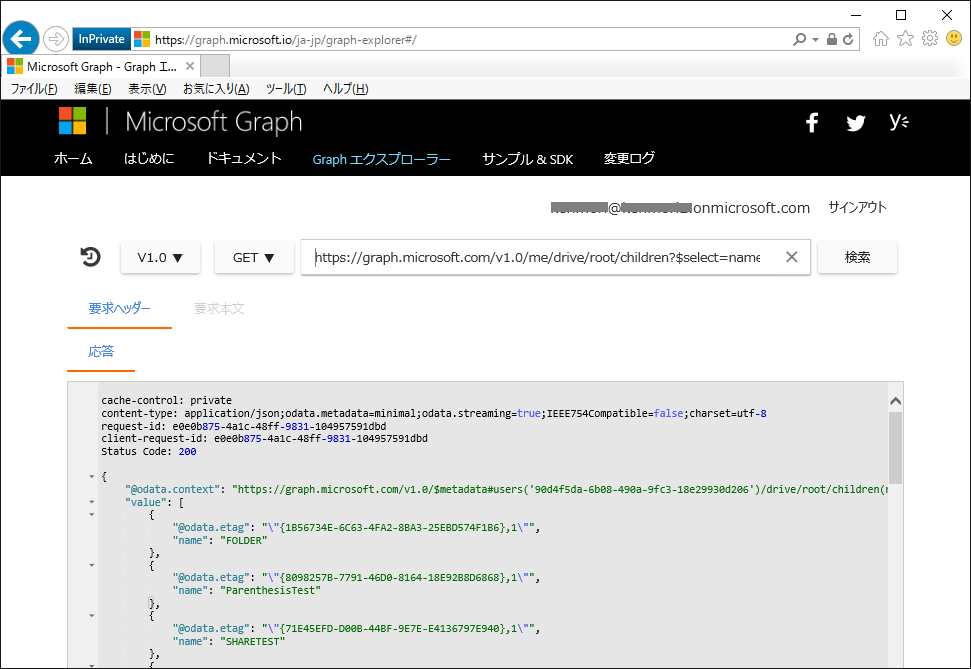 InPrivate https://graph.microsoft.io/ja-jp/graph-explorer#/
Microsoft Graph - Graph エ...
ファイル(F) 編集(E) 表示(V) お気に入り(A) ツール(T) ヘルプ(H)
Microsoft Graph
ホーム はじめに ドキュメント Graph エクスプローラー サンプル & SDK 変更ログ
@ onmicrosoft.com サインアウト
V1.0 ▼ GET ▼ https://graph.microsoft.com/v1.0/me/drive/root/children?$select=name 検索
要求ヘッダー 要求本文
応答
cache-control: private
content-type: application/json;odata.metadata=minimal;odata.streaming=true;IEEE754Compatible=false;charset=utf-8
request-id: e0e0b875-4a1c-48ff-9831-104957591dbd
client-request-id: e0e0b875-4a1c-48ff-9831-104957591dbd
Status Code: 200
{
"@odata.context": "https://graph.microsoft.com/v1.0/$metadata#users('90d4f5da-6b08-490a-9fc3-18e29930d206')/drive/root/children(
"value": [
{
"@odata.etag": "\"{1B56734E-6C63-4FA2-8BA3-25EBD574F1B6},1\"",
"name": "FOLDER"
},
{
"@odata.etag": "\"{8098257B-7791-46D0-8164-18E92B8D6868},1\"",
"name": "ParenthesisTest"
},
{
"@odata.etag": "\"{71E45EFD-D00B-44BF-9E7E-E4136797E940},1\"",
"name": "SHARETEST"
},
{